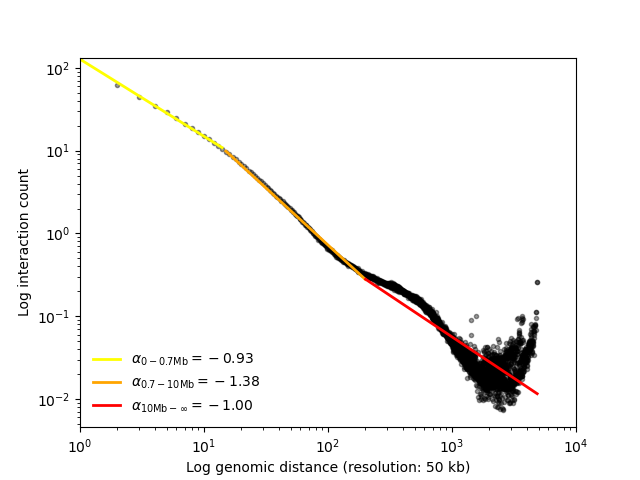 10²
10¹
10⁰
10⁻¹
10⁻²
Log interaction count
α₀₋₀.₇Mb = −0.93
α₀.₇₋₁₀Mb = −1.38
α₁₀Mb₋∞ = −1.00
10⁰ 10¹ 10² 10³ 10⁴
Log genomic distance (resolution: 50 kb)